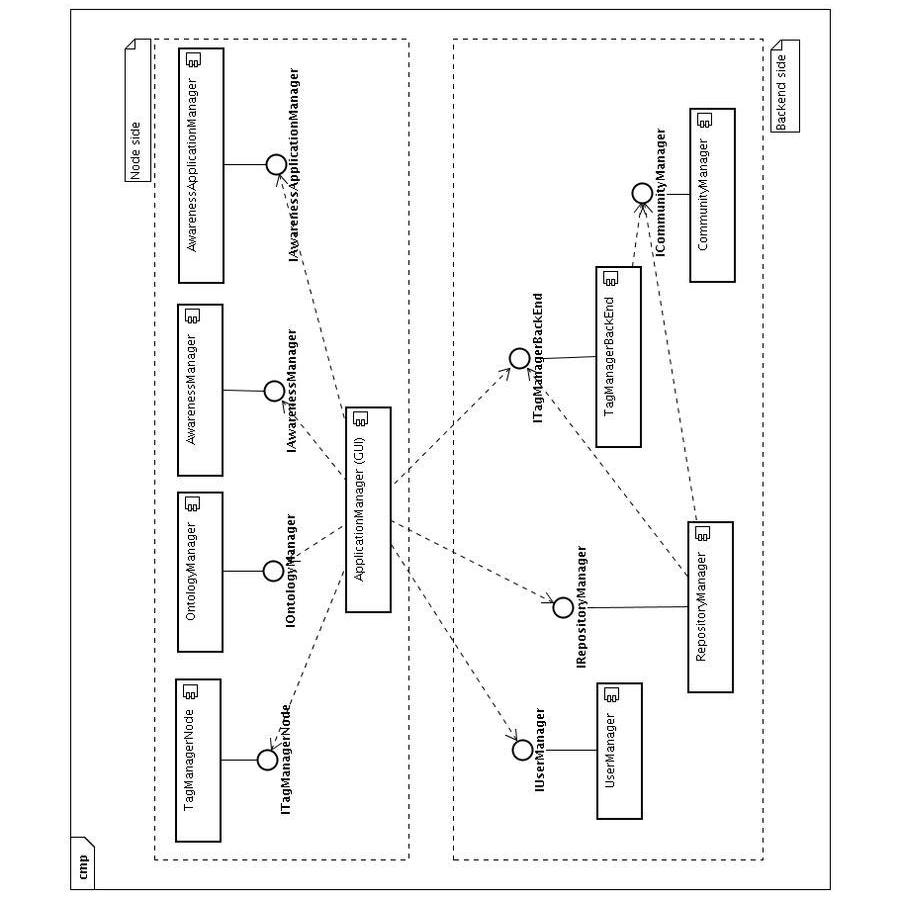 cmp
Node side
TagManagerNode
OntologyManager
AwarenessManager
AwarenessApplicationManager
ITagManagerNode
IOntologyManager
IAwarenessManager
IAwarenessApplicationManager
ApplicationManager (GUI)
IUserManager
ITagManagerBackEnd
IRepositoryManager
UserManager
TagManagerBackEnd
ICommunityManager
RepositoryManager
CommunityManager
Backend side